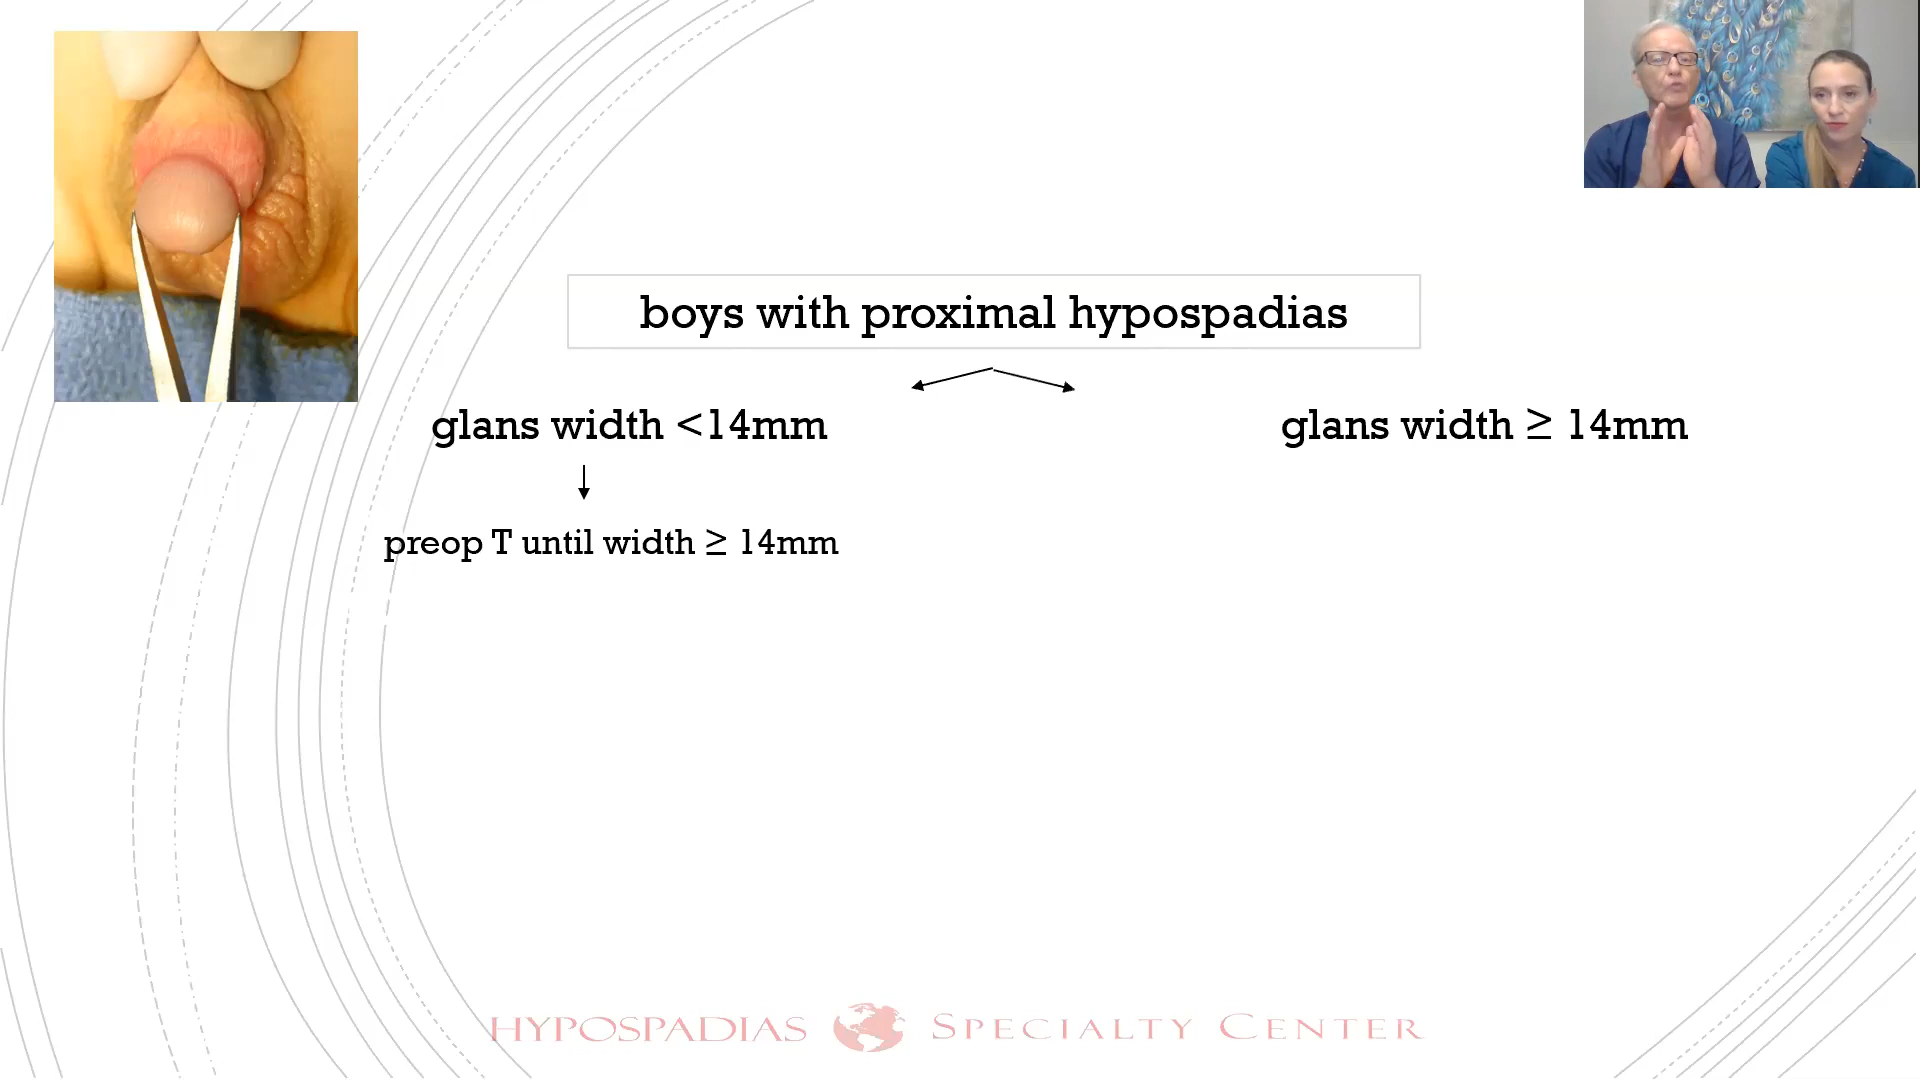 boys with proximal hypospadias
glans width <14mm
glans width ≥ 14mm
preop T until width ≥ 14mm
HYPOSPADIAS SPECIALTY CENTER